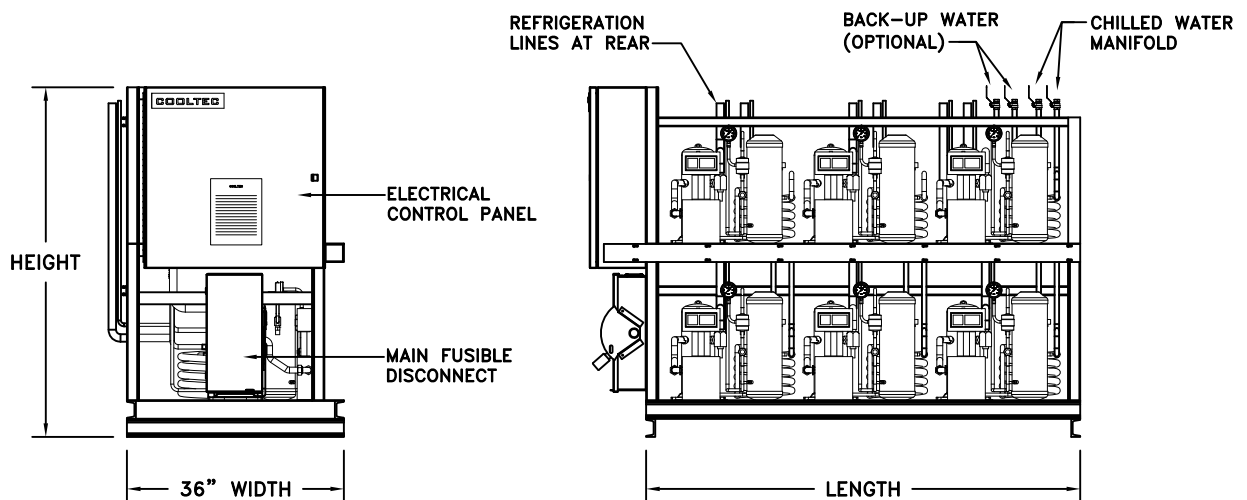 REFRIGERATION
LINES AT REAR
BACK-UP WATER
(OPTIONAL)
CHILLED WATER
MANIFOLD
COOLTEC
ELECTRICAL
CONTROL PANEL
HEIGHT
MAIN FUSIBLE
DISCONNECT
36” WIDTH
LENGTH